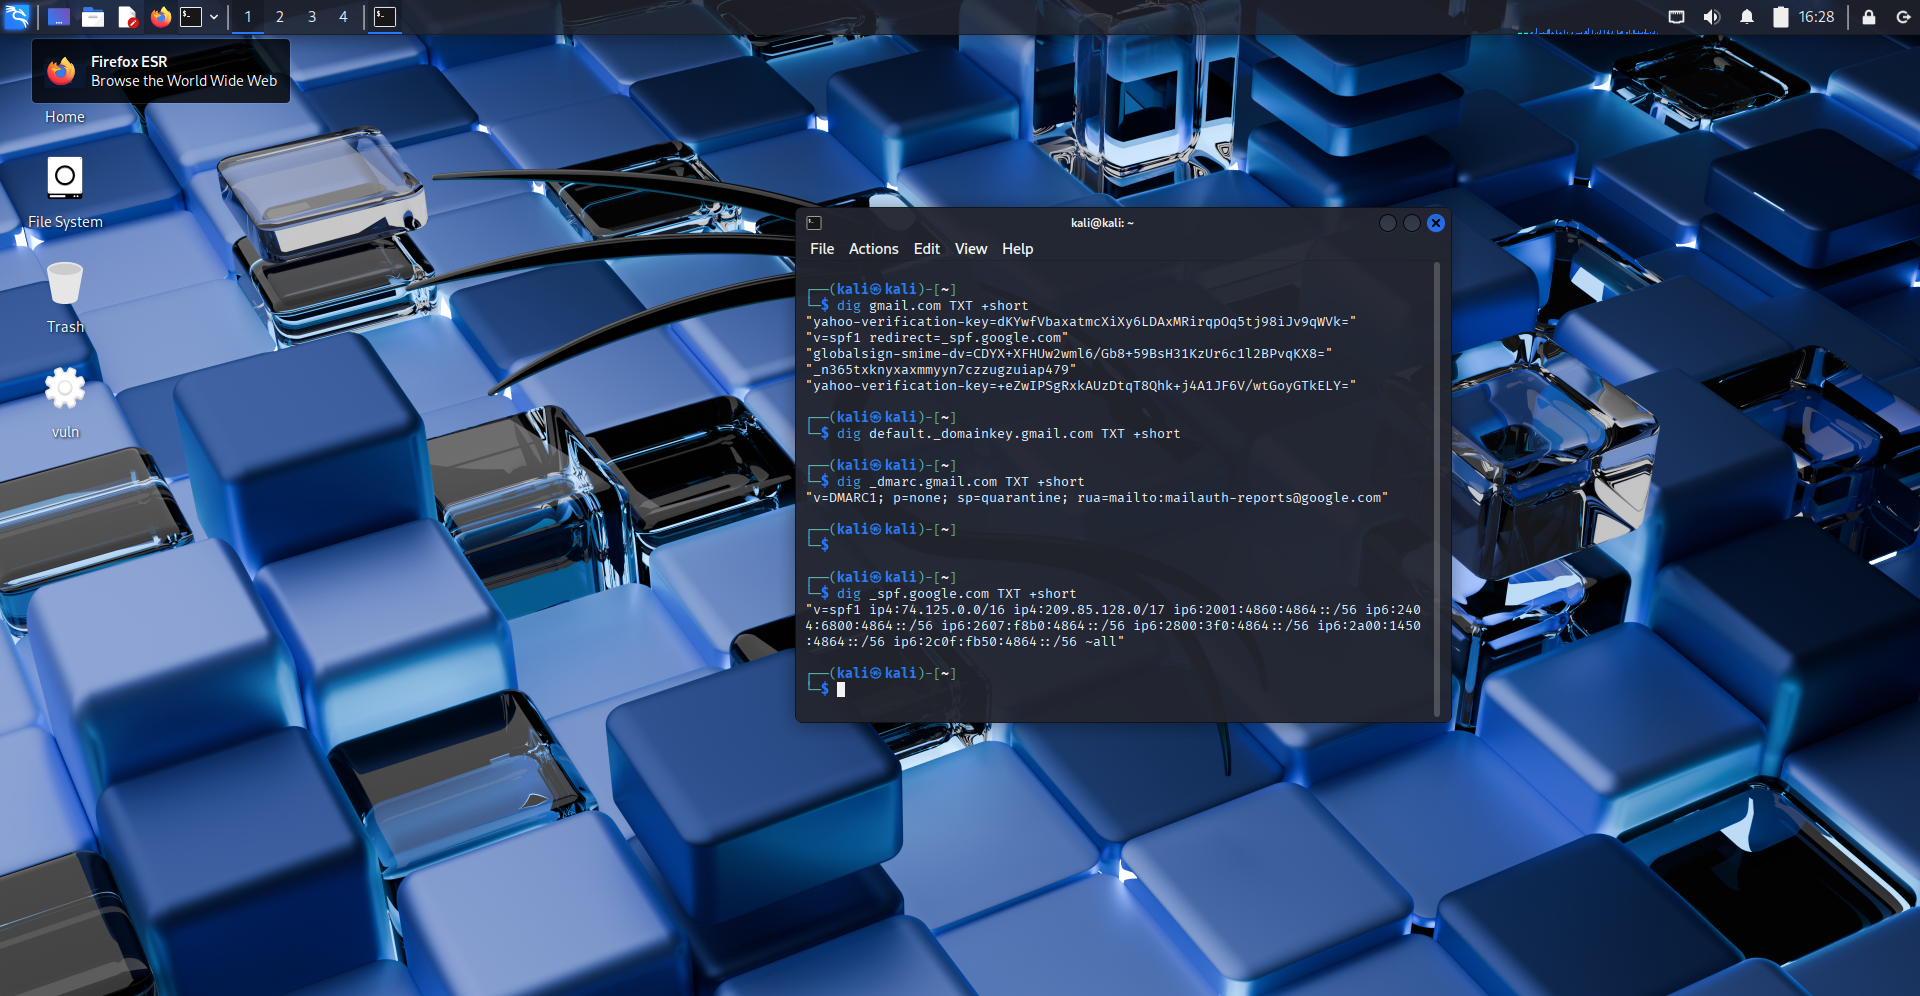 1 2 3 4 16:28
Firefox ESR
Browse the World Wide Web
Home
File System
Trash
vuln
kali@kali: ~
File Actions Edit View Help
┌──(kali㉿kali)-[~]
└─$ dig gmail.com TXT +short
"yahoo-verification-key=dKYwfVbaxatmcXiXy6LDAxMRirqpOq5tj98iJv9qWVk="
"v=spf1 redirect=_spf.google.com"
"globalsign-smime-dv=CDYX+XFHUw2wml6/Gb8+59BsH31KzUr6c1l2BPvqKX8="
"_n365txknyxaxmmyyn7czzugzuiap479"
"yahoo-verification-key=+eZwIPSgRxkAUzDtqT8Qhk+j4A1JF6V/wtGoyGTkELY="
┌──(kali㉿kali)-[~]
└─$ dig default._domainkey.gmail.com TXT +short
┌──(kali㉿kali)-[~]
└─$ dig _dmarc.gmail.com TXT +short
"v=DMARC1; p=none; sp=quarantine; rua=mailto:mailauth-reports@google.com"
┌──(kali㉿kali)-[~]
└─$
┌──(kali㉿kali)-[~]
└─$ dig _spf.google.com TXT +short
"v=spf1 ip4:74.125.0.0/16 ip4:209.85.128.0/17 ip6:2001:4860:4864::/56 ip6:240
4:6800:4864::/56 ip6:2607:f8b0:4864::/56 ip6:2800:3f0:4864::/56 ip6:2a00:1450
:4864::/56 ip6:2c0f:fb50:4864::/56 ~all"
┌──(kali㉿kali)-[~]
└─$